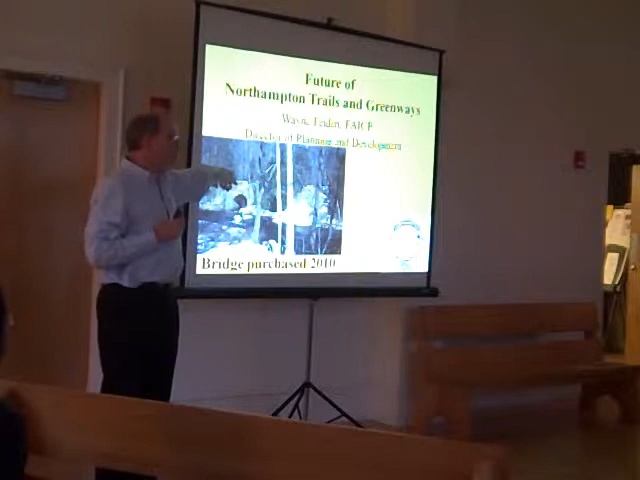 Future of
Northampton Trails and Greenways
Wayne Feiden, FAICP
Director of Planning and Development
Bridge purchased 2010